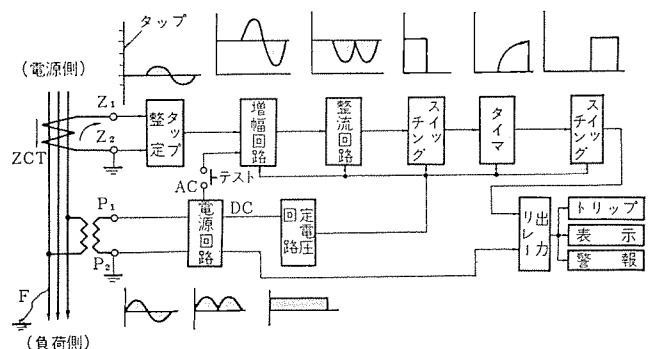 タップ
(電源側)
Z1
Z2
ZCT
タップ整定
増幅回路
整流回路
スイッチング
タイマ
スイッチング
テスト
AC
P1
P2
電源回路
DC
定電圧回路
出力リレー
トリップ
表示
警報
F
(負荷側)